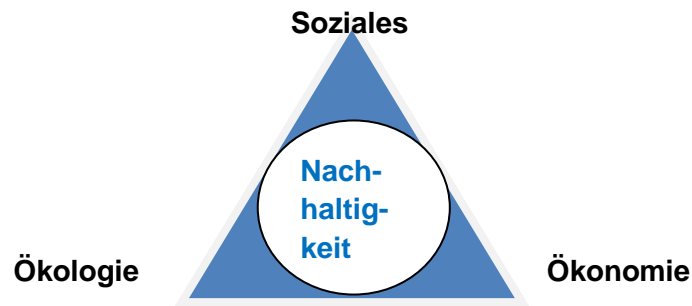 Soziales
Nach-
haltig-
keit
Ökologie
Ökonomie